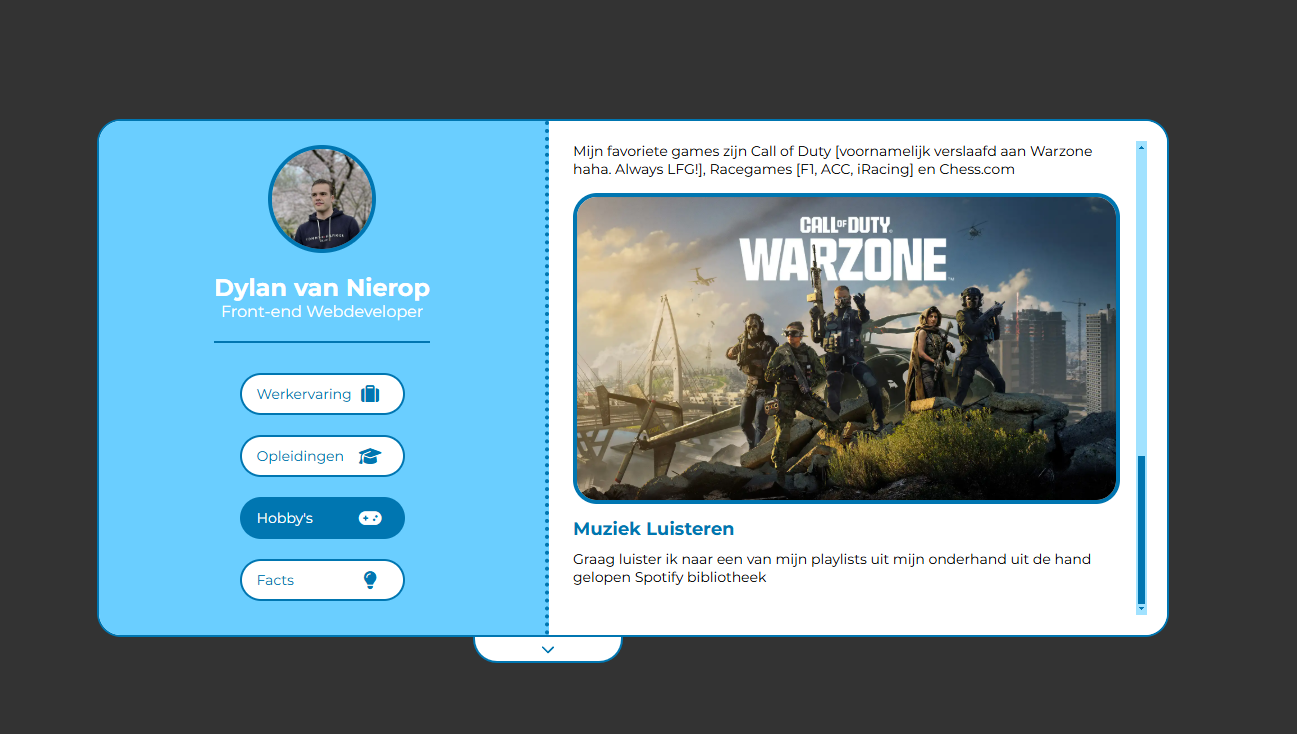 Dylan van Nierop
Front-end Webdeveloper
Werkervaring
Opleidingen
Hobby's
Facts
Mijn favoriete games zijn Call of Duty [voornamelijk verslaafd aan Warzone
haha. Always LFG!], Racegames [F1, ACC, iRacing] en Chess.com
CALL OF DUTY
WARZONE
Muziek Luisteren
Graag luister ik naar een van mijn playlists uit mijn onderhand uit de hand
gelopen Spotify bibliotheek